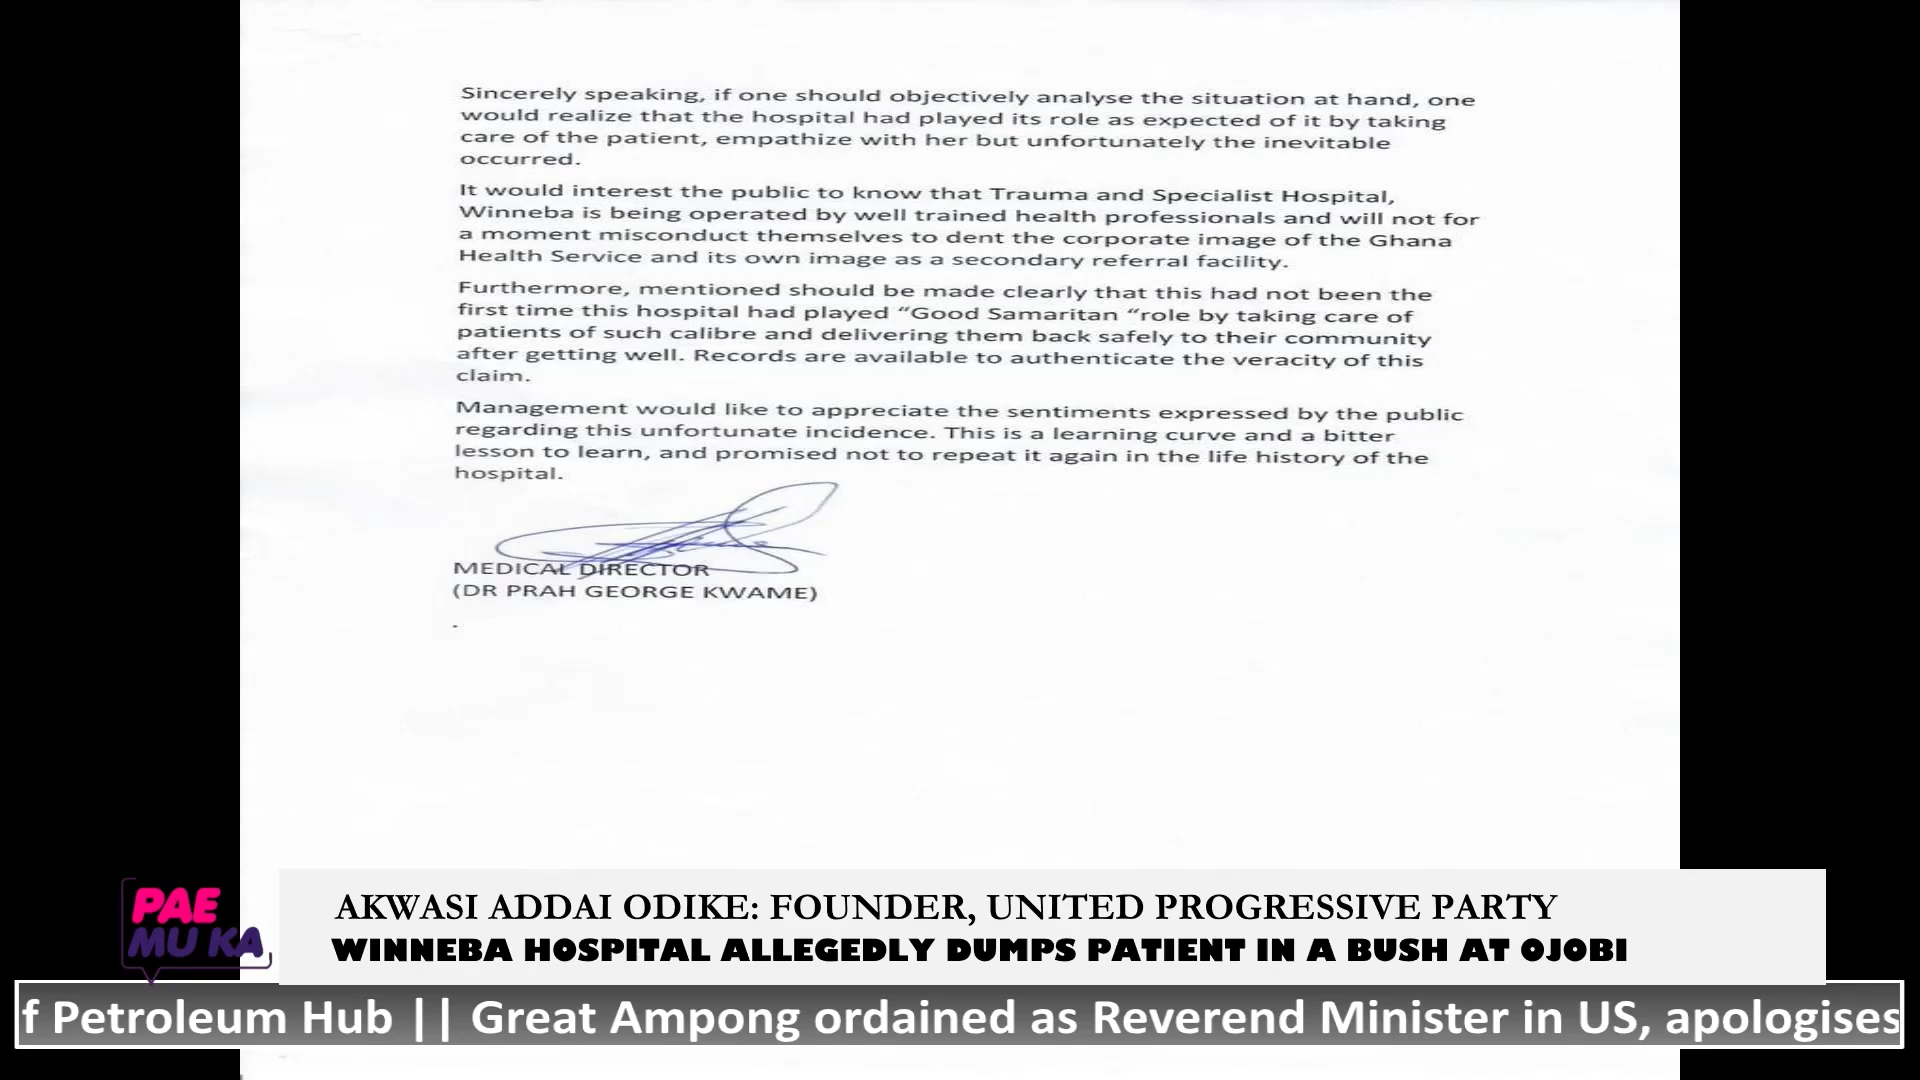 Sincerely speaking, if one should objectively analyse the situation at hand, one
would realize that the hospital had played its role as expected of it by taking
care of the patient, empathize with her but unfortunately the inevitable
occurred.
It would interest the public to know that Trauma and Specialist Hospital,
Winneba is being operated by well trained health professionals and will not for
a moment misconduct themselves to dent the corporate image of the Ghana
Health Service and its own image as a secondary referral facility.
Furthermore, mentioned should be made clearly that this had not been the
first time this hospital had played “Good Samaritan “role by taking care of
patients of such calibre and delivering them back safely to their community
after getting well. Records are available to authenticate the veracity of this
claim.
Management would like to appreciate the sentiments expressed by the public
regarding this unfortunate incidence. This is a learning curve and a bitter
lesson to learn, and promised not to repeat it again in the life history of the
hospital.
MEDICAL DIRECTOR
(DR PRAH GEORGE KWAME)
.
PAE
MU KA
AKWASI ADDAI ODIKE: FOUNDER, UNITED PROGRESSIVE PARTY
WINNEBA HOSPITAL ALLEGEDLY DUMPS PATIENT IN A BUSH AT OJOBI
f Petroleum Hub || Great Ampong ordained as Reverend Minister in US, apologises